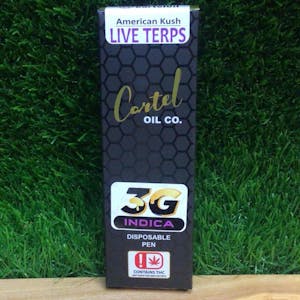 American Kush
LIVE TERPS
Cartel
OIL CO.
3G
INDICA
DISPOSABLE
PEN
CONTAINS THC